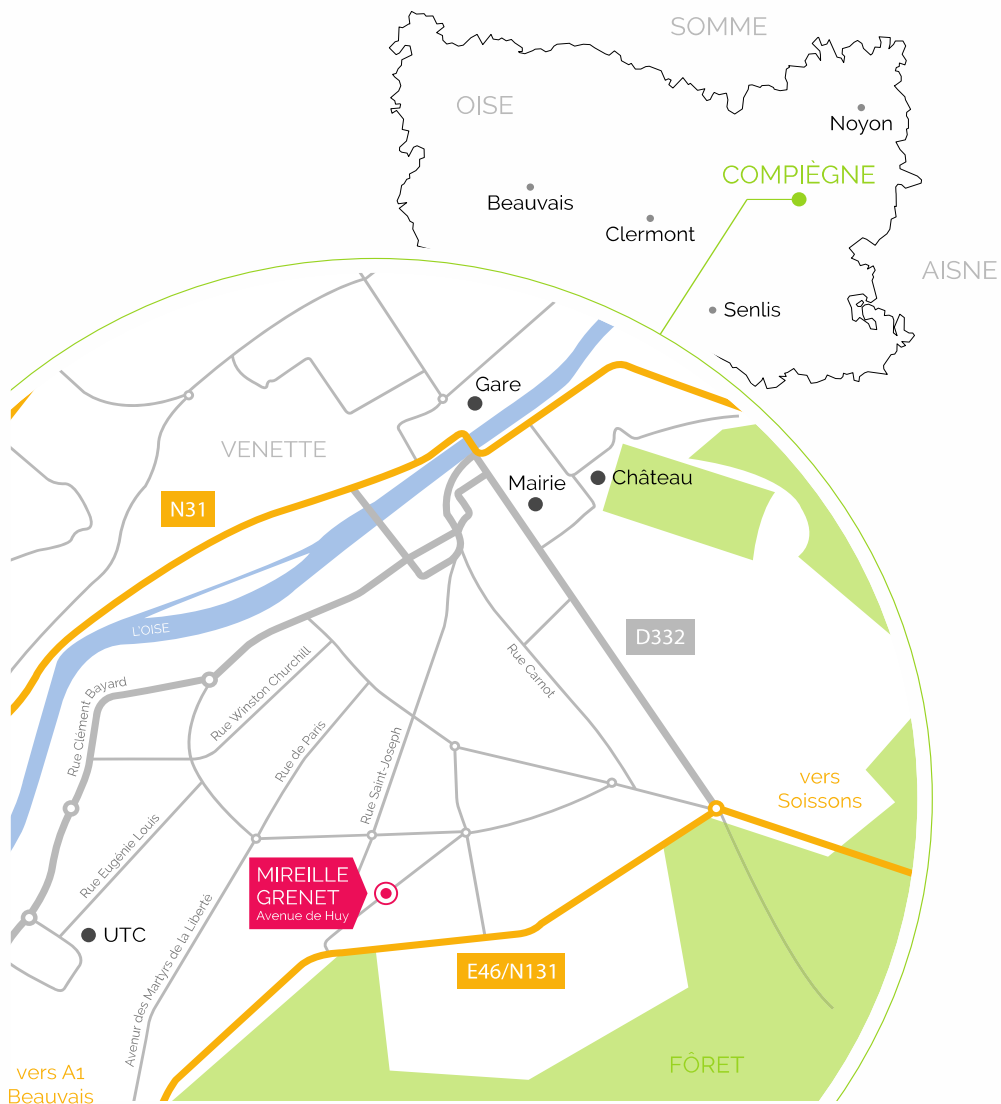 SOMME
OISE
Noyon
COMPIÈGNE
Beauvais
Clermont
AISNE
Senlis
Gare
VENETTE
Mairie
Château
N31
L'OISE
D332
Rue Carnot
Rue Winston Churchill
Rue Clément Bayard
Rue de Paris
Rue Saint-Joseph
vers
Soissons
Rue Eugénie Louis
MIREILLE
GRENET
Avenue de Huy
UTC
Avenur des Martyrs de la Liberté
E46/N131
FÔRET
vers A1
Beauvais